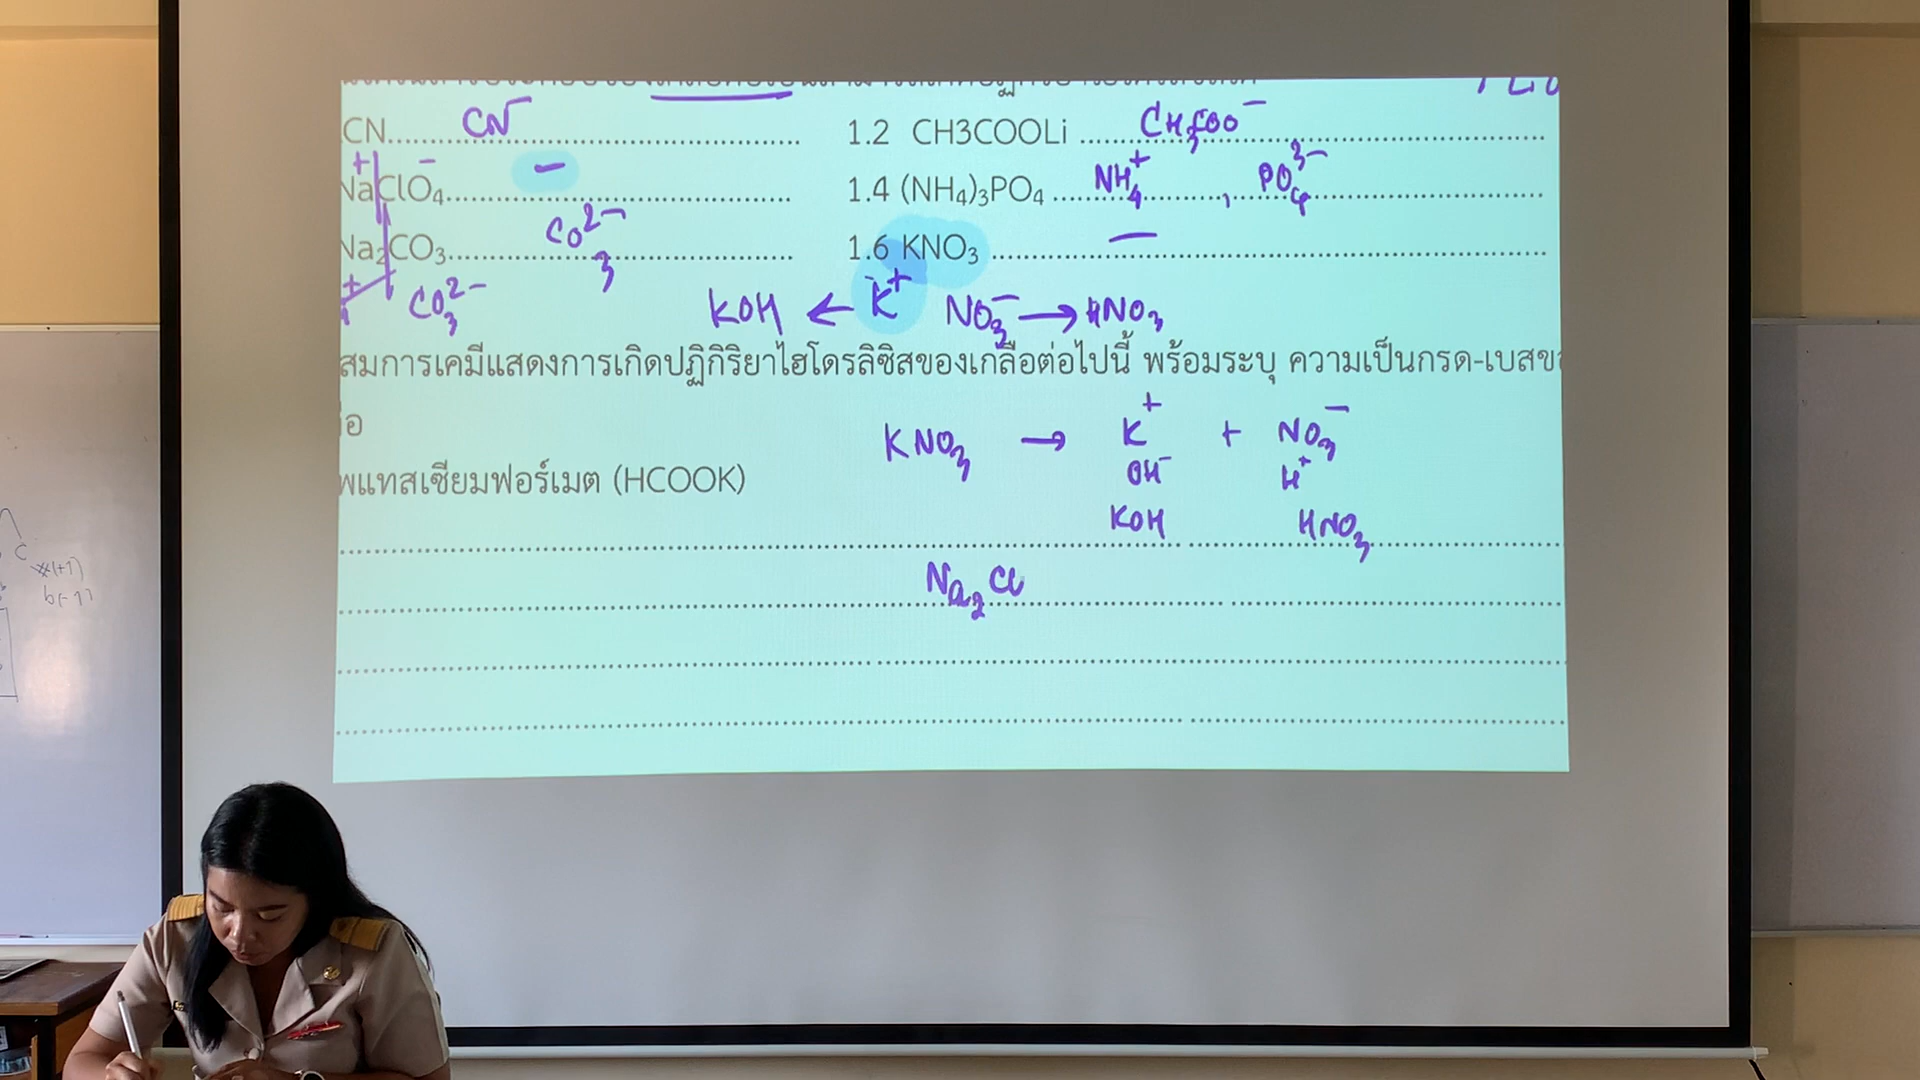 CN........ CN⁻ ........ 1.2 CH3COOLi ........ CH₃COO⁻ ........
+ −
NaClO₄........ − ........ 1.4 (NH₄)₃PO₄ ........ NH₄⁺ , PO₄³⁻ ........
Na₂CO₃........ CO₃²⁻ ........ 1.6 KNO₃ ........ − ........
+ CO₃²⁻ KOH ← K⁺ NO₃⁻ → HNO₃
สมการเคมีแสดงการเกิดปฏิกิริยาไฮโดรลิซิสของเกลือต่อไปนี้ พร้อมระบุ ความเป็นกรด-เบสข
KNO₃ → K⁺ + NO₃⁻
OH⁻ H⁺
พแทสเซียมฟอร์เมต (HCOOK)
KOH HNO₃
Na₂Cl